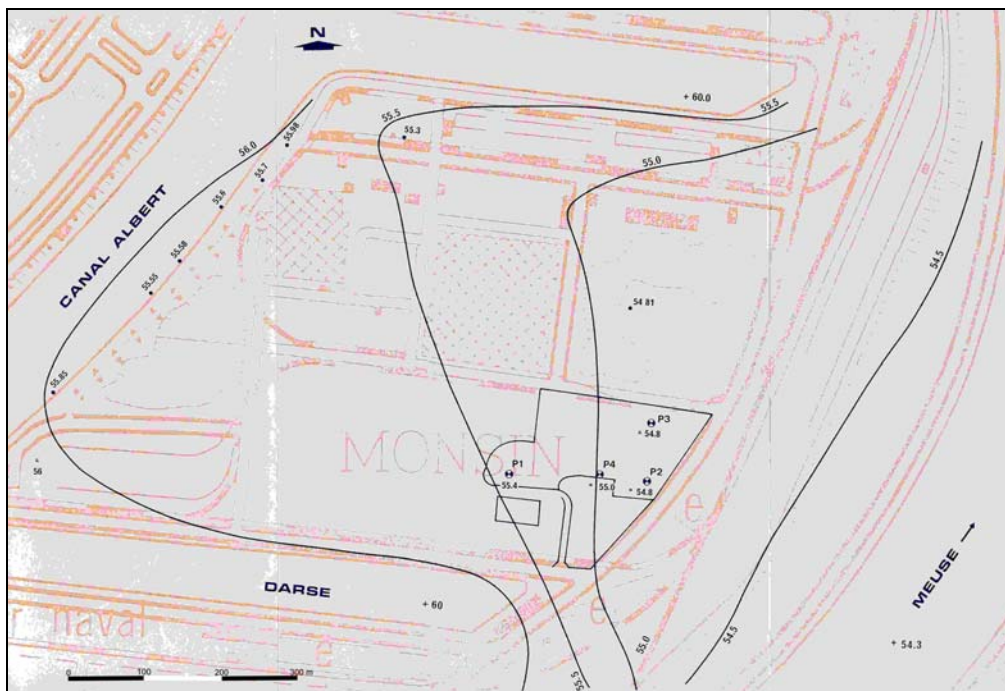 N
+ 60.0
55.5
55.5
55.3
56.0
55.98
55.7
55.0
55.6
CANAL ALBERT
55.58
54.5
55.55
54 81
55.85
MONSIN
P3
54.8
56
P1
P4
P2
55.4
55.0
54.8
e
DARSE
+ 60
e
MEUSE
r naval
e
55.0
54.5
+ 54.3
0 100 200 300 m
55.5